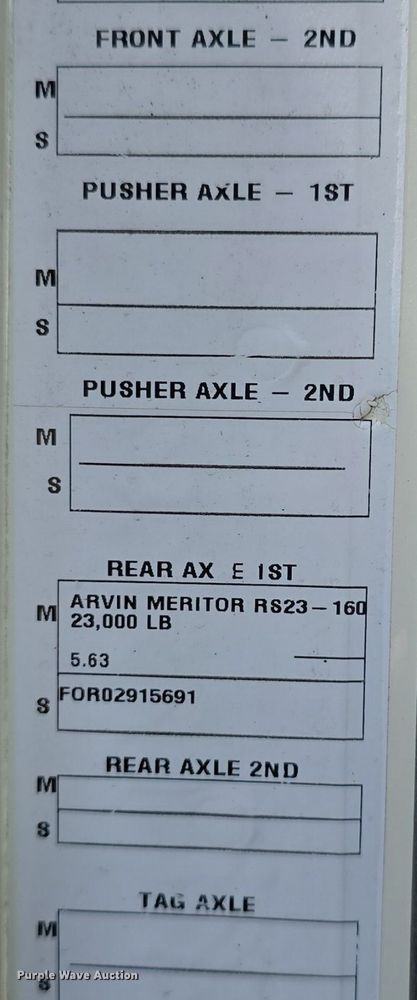 FRONT AXLE - 2ND
M
S
PUSHER AXLE - 1ST
M
S
PUSHER AXLE - 2ND
M
S
REAR AX E 1ST
M ARVIN MERITOR RS23-160
23,000 LB
5.63
S FOR02915691
REAR AXLE 2ND
M
S
TAG AXLE
M
S
Purple Wave Auction